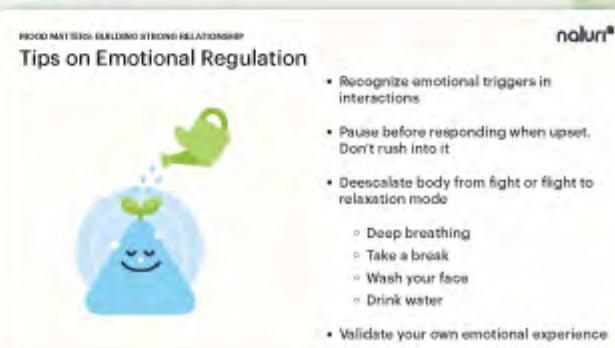 MOOD MATTERS: BUILDING STRONG RELATIONSHIP
Tips on Emotional Regulation
naluri
• Recognize emotional triggers in
interactions
• Pause before responding when upset.
Don't rush into it
• Deescalate body from fight or flight to
relaxation mode
◦ Deep breathing
◦ Take a break
◦ Wash your face
◦ Drink water
• Validate your own emotional experience